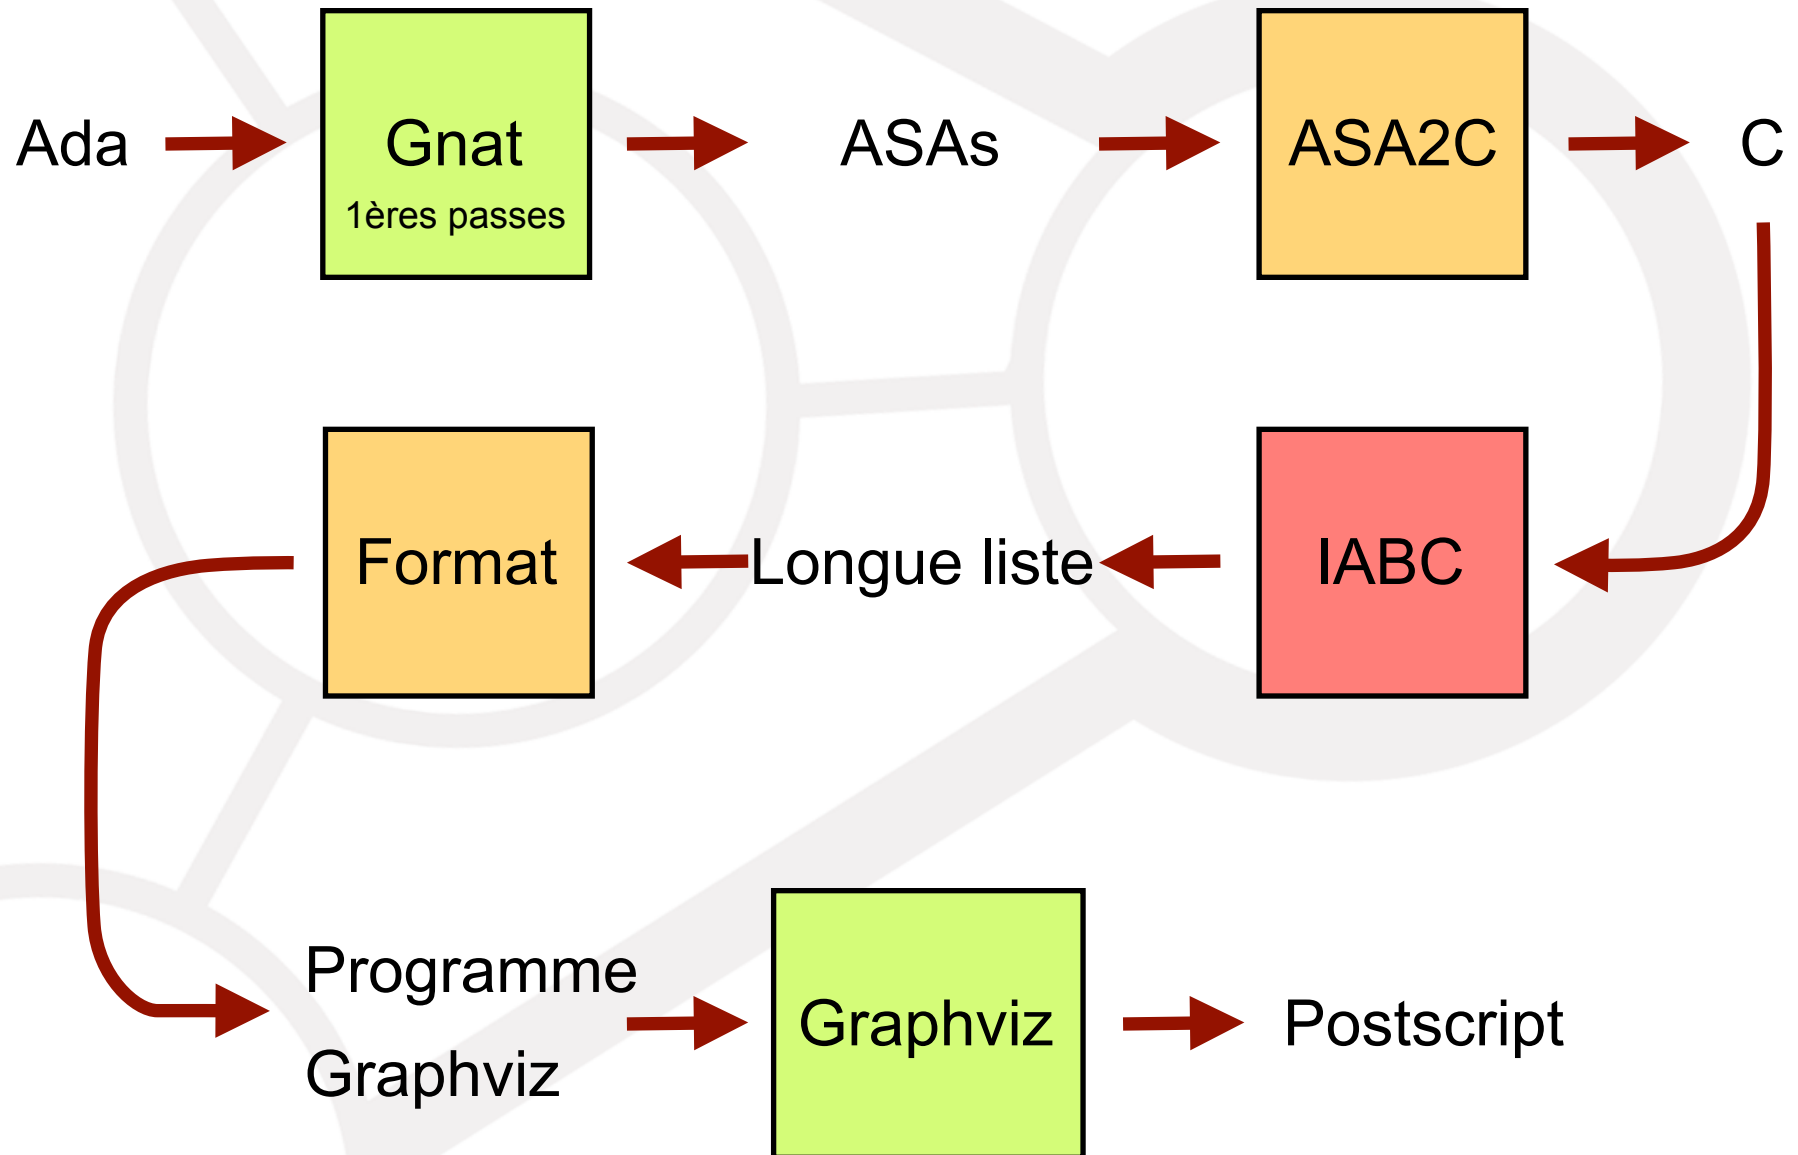 Ada
Gnat
1ères passes
ASAs
ASA2C
C
Format
Longue liste
IABC
Programme
Graphviz
Graphviz
Postscript